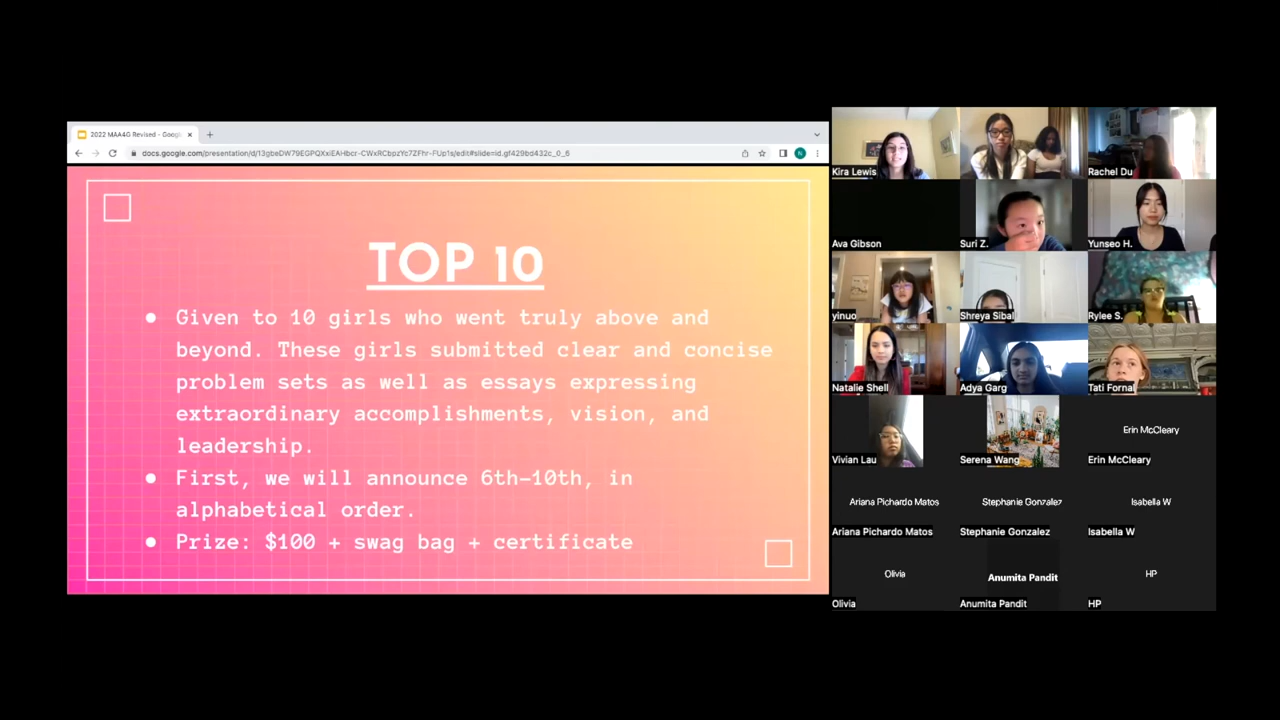 2022 MAA4G Revised - Googl
docs.google.com/presentation/d/13gbeDW79EGPQXxiEAHbcr-CWxRCbpzYc7ZFhr-FUp1s/edit#slide=id.gf429bd432c_0_6
N
TOP 10
● Given to 10 girls who went truly above and
beyond. These girls submitted clear and concise
problem sets as well as essays expressing
extraordinary accomplishments, vision, and
leadership.
● First, we will announce 6th-10th, in
alphabetical order.
● Prize: $100 + swag bag + certificate
Kira Lewis
Rachel Du
Ava Gibson
Suri Z.
Yunseo H.
yinuo
Shreya Sibal
Rylee S.
Natalie Shell
Adya Garg
Tati Fornal
Vivian Lau
Serena Wang
Erin McCleary
Erin McCleary
Ariana Pichardo Matos
Stephanie Gonzalez
Isabella W
Ariana Pichardo Matos
Stephanie Gonzalez
Isabella W
Olivia
Anumita Pandit
HP
Olivia
Anumita Pandit
HP